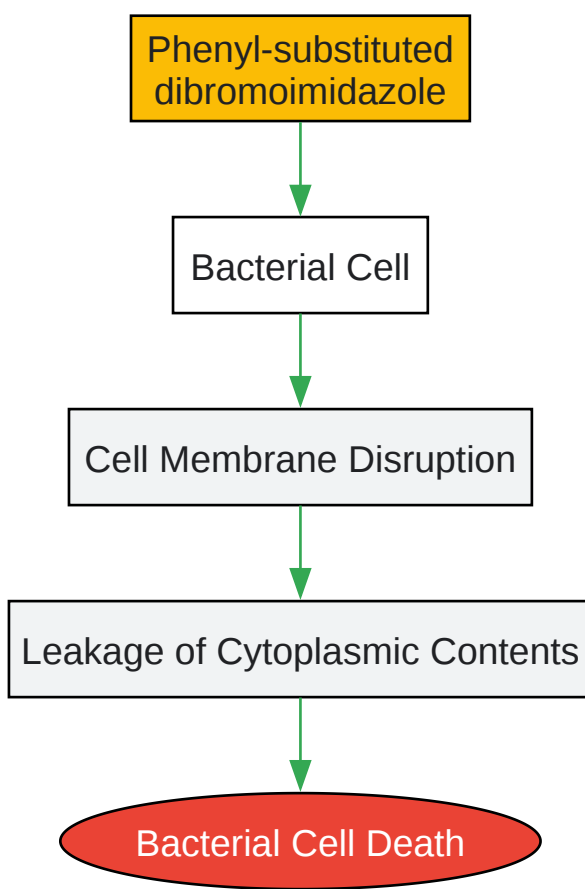 Phenyl-substituted
dibromoimidazole
Bacterial Cell
Cell Membrane Disruption
Leakage of Cytoplasmic Contents
Bacterial Cell Death